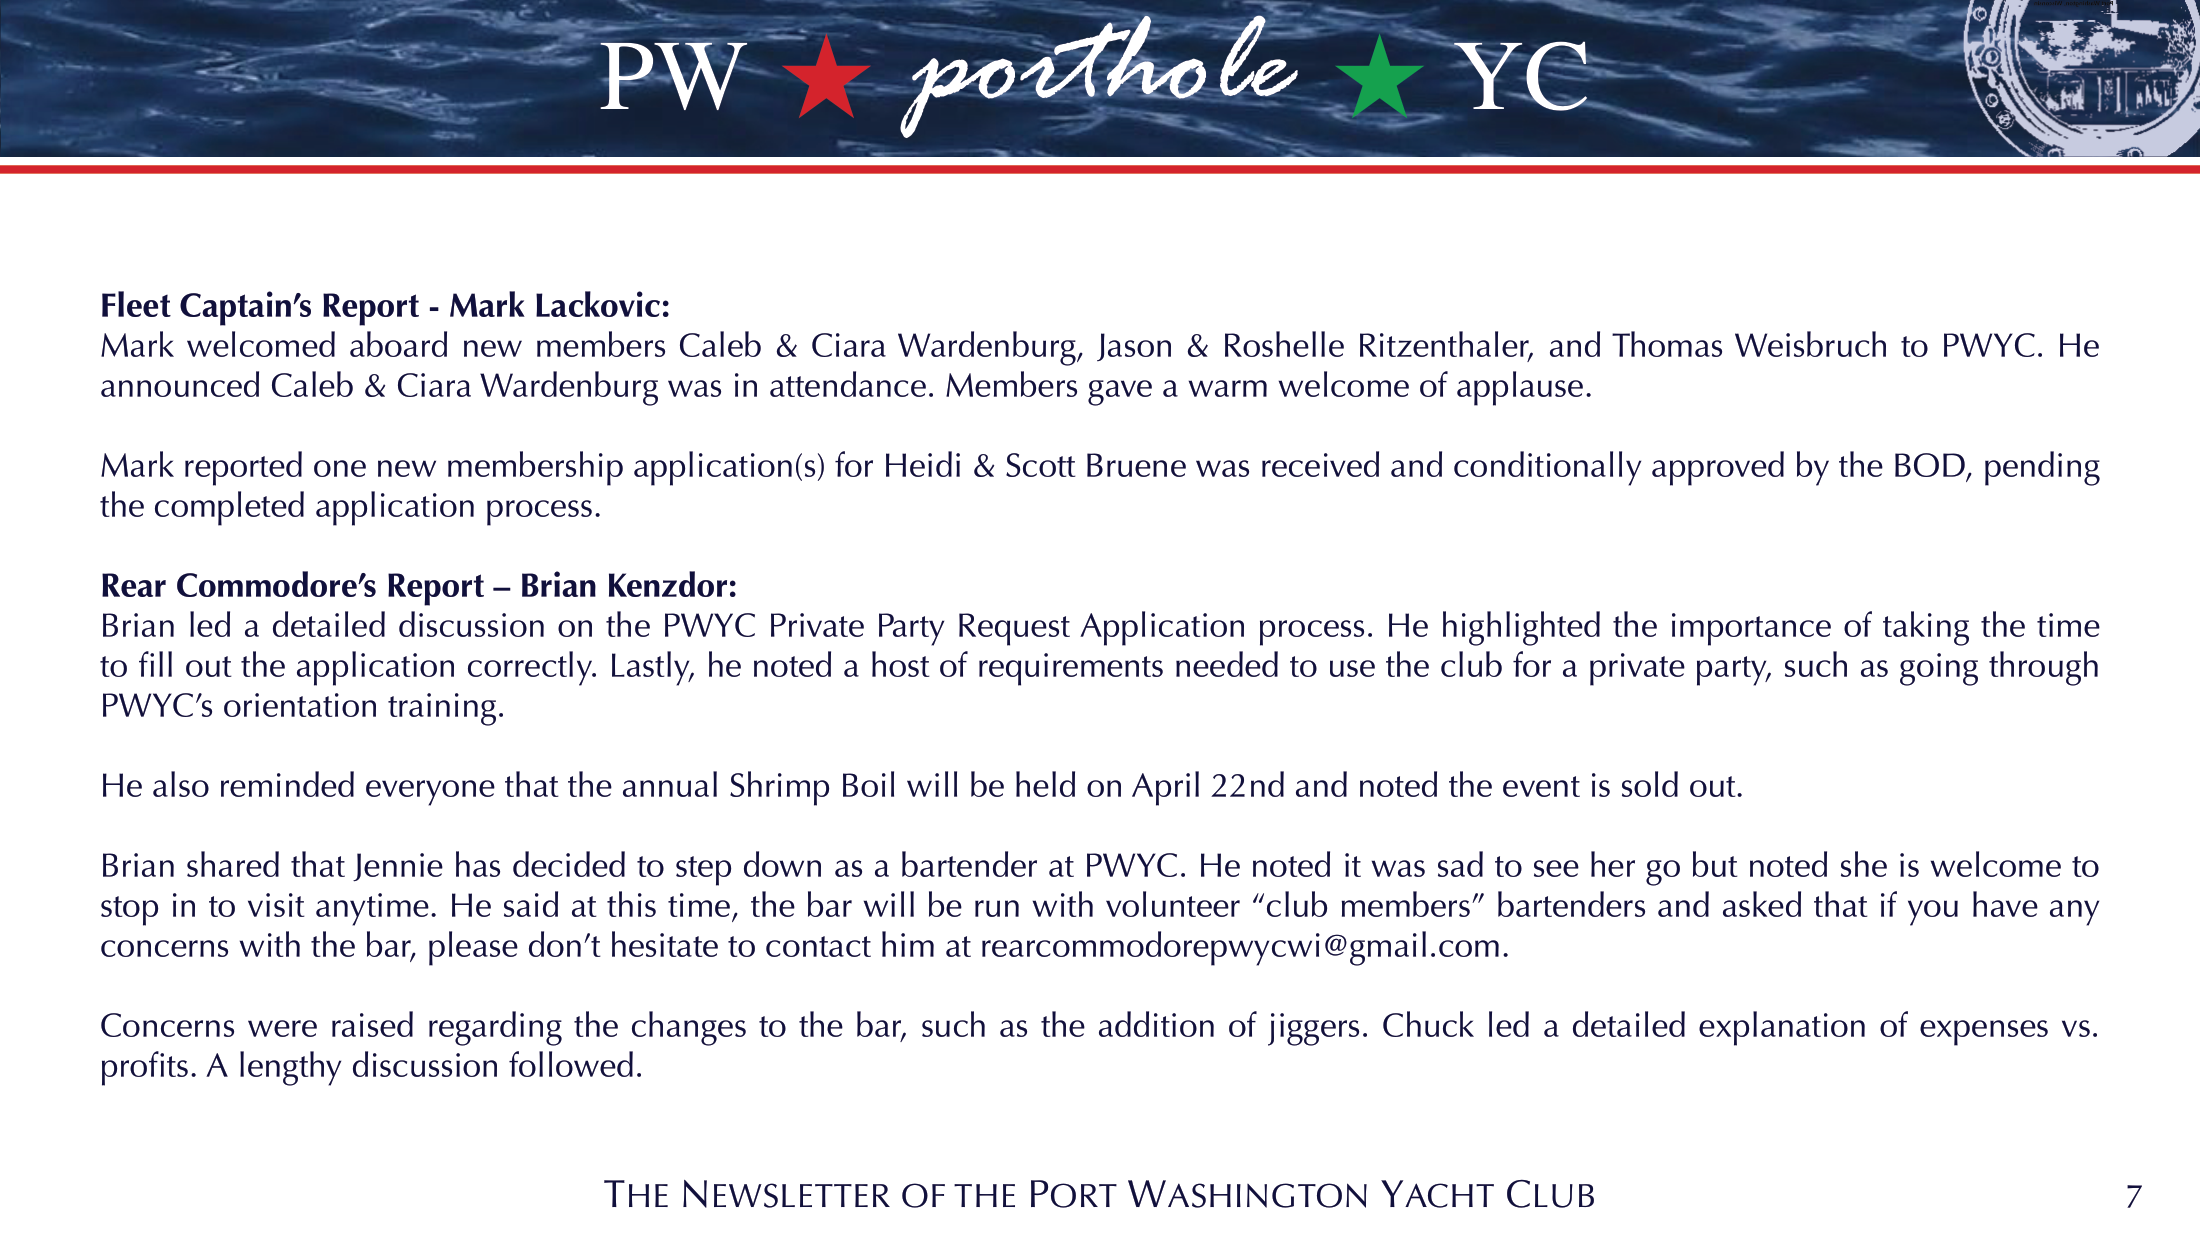 PW ★ porthole ★ YC
Fleet Captain’s Report - Mark Lackovic:
Mark welcomed aboard new members Caleb & Ciara Wardenburg, Jason & Roshelle Ritzenthaler, and Thomas Weisbruch to PWYC. He
announced Caleb & Ciara Wardenburg was in attendance. Members gave a warm welcome of applause.
Mark reported one new membership application(s) for Heidi & Scott Bruene was received and conditionally approved by the BOD, pending
the completed application process.
Rear Commodore’s Report – Brian Kenzdor:
Brian led a detailed discussion on the PWYC Private Party Request Application process. He highlighted the importance of taking the time
to fill out the application correctly. Lastly, he noted a host of requirements needed to use the club for a private party, such as going through
PWYC’s orientation training.
He also reminded everyone that the annual Shrimp Boil will be held on April 22nd and noted the event is sold out.
Brian shared that Jennie has decided to step down as a bartender at PWYC. He noted it was sad to see her go but noted she is welcome to
stop in to visit anytime. He said at this time, the bar will be run with volunteer “club members” bartenders and asked that if you have any
concerns with the bar, please don’t hesitate to contact him at rearcommodorepwycwi@gmail.com.
Concerns were raised regarding the changes to the bar, such as the addition of jiggers. Chuck led a detailed explanation of expenses vs.
profits. A lengthy discussion followed.
THE NEWSLETTER OF THE PORT WASHINGTON YACHT CLUB
7